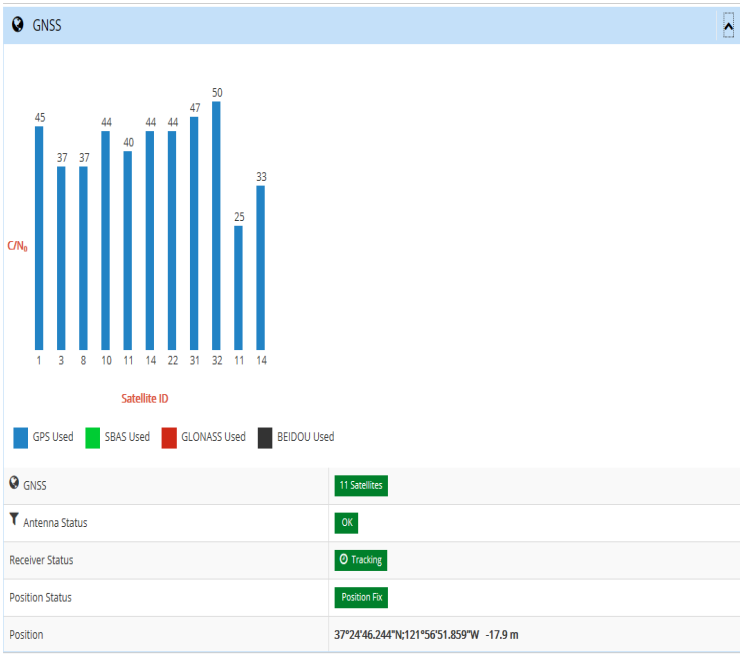 GNSS
50
47
45
44
44 44
40
37 37
33
25
C/N₀
1 3 8 10 11 14 22 31 32 11 14
Satellite ID
GPS Used SBAS Used GLONASS Used BEIDOU Used
GNSS 11 Satellites
Antenna Status OK
Receiver Status Tracking
Position Status Position Fix
Position 37°24'46.244"N;121°56'51.859"W -17.9 m